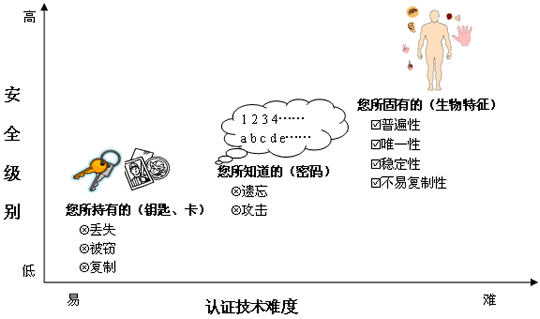 高
安全级别
低
您所固有的（生物特征）
☑普遍性
☑唯一性
☑稳定性
☑不易复制性
1234……
abcde……
您所知道的（密码）
⊗遗忘
⊗攻击
您所持有的（钥匙、卡）
⊗丢失
⊗被窃
⊗复制
易
认证技术难度
难